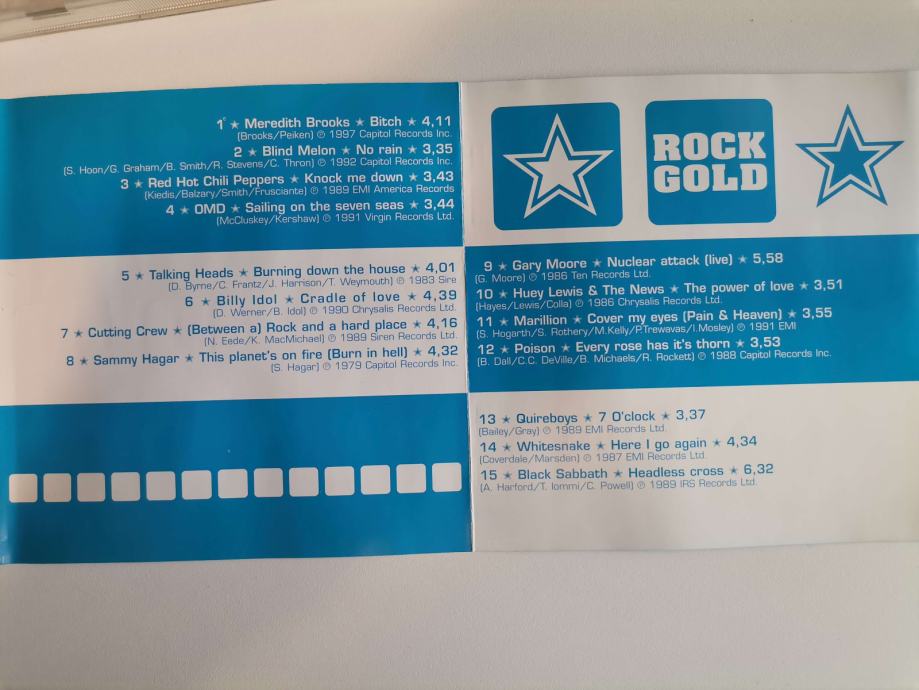 1 ★ Meredith Brooks ★ Bitch ★ 4,11
(Brooks/Peiken) ℗ 1997 Capitol Records Inc.
2 ★ Blind Melon ★ No rain ★ 3,35
(S. Hoon/G. Graham/B. Smith/R. Stevens/C. Thron) ℗ 1992 Capitol Records Inc.
3 ★ Red Hot Chili Peppers ★ Knock me down ★ 3,43
(Kiedis/Balzary/Smith/Frusciante) ℗ 1989 EMI America Records
4 ★ OMD ★ Sailing on the seven seas ★ 3,44
(McCluskey/Kershaw) ℗ 1991 Virgin Records Ltd.
5 ★ Talking Heads ★ Burning down the house ★ 4,01
(D. Byrne/C. Frantz/J. Harrison/T. Weymouth) ℗ 1983 Sire
6 ★ Billy Idol ★ Cradle of love ★ 4,39
(D. Werner/B. Idol) ℗ 1990 Chrysalis Records Ltd.
7 ★ Cutting Crew ★ (Between a) Rock and a hard place ★ 4,16
(N. Eede/K. MacMichael) ℗ 1989 Siren Records Ltd.
8 ★ Sammy Hagar ★ This planet's on fire (Burn in hell) ★ 4,32
(S. Hagar) ℗ 1979 Capitol Records Inc.
ROCK
GOLD
9 ★ Gary Moore ★ Nuclear attack (live) ★ 5,58
(G. Moore) ℗ 1986 Ten Records Ltd.
10 ★ Huey Lewis & The News ★ The power of love ★ 3,51
(Hayes/Lewis/Colla) ℗ 1986 Chrysalis Records Ltd.
11 ★ Marillion ★ Cover my eyes (Pain & Heaven) ★ 3,55
(S. Hogarth/S. Rothery/M.Kelly/P.Trewavas/I.Mosley) ℗ 1991 EMI
12 ★ Poison ★ Every rose has it's thorn ★ 3,53
(B. Dall/C.C. DeVille/B. Michaels/R. Rockett) ℗ 1988 Capitol Records Inc.
13 ★ Quireboys ★ 7 O'clock ★ 3,37
(Bailey/Gray) ℗ 1989 EMI Records Ltd.
14 ★ Whitesnake ★ Here I go again ★ 4,34
(Coverdale/Marsden) ℗ 1987 EMI Records Ltd.
15 ★ Black Sabbath ★ Headless cross ★ 6,32
(A. Harford/T. Iommi/C. Powell) ℗ 1989 IRS Records Ltd.